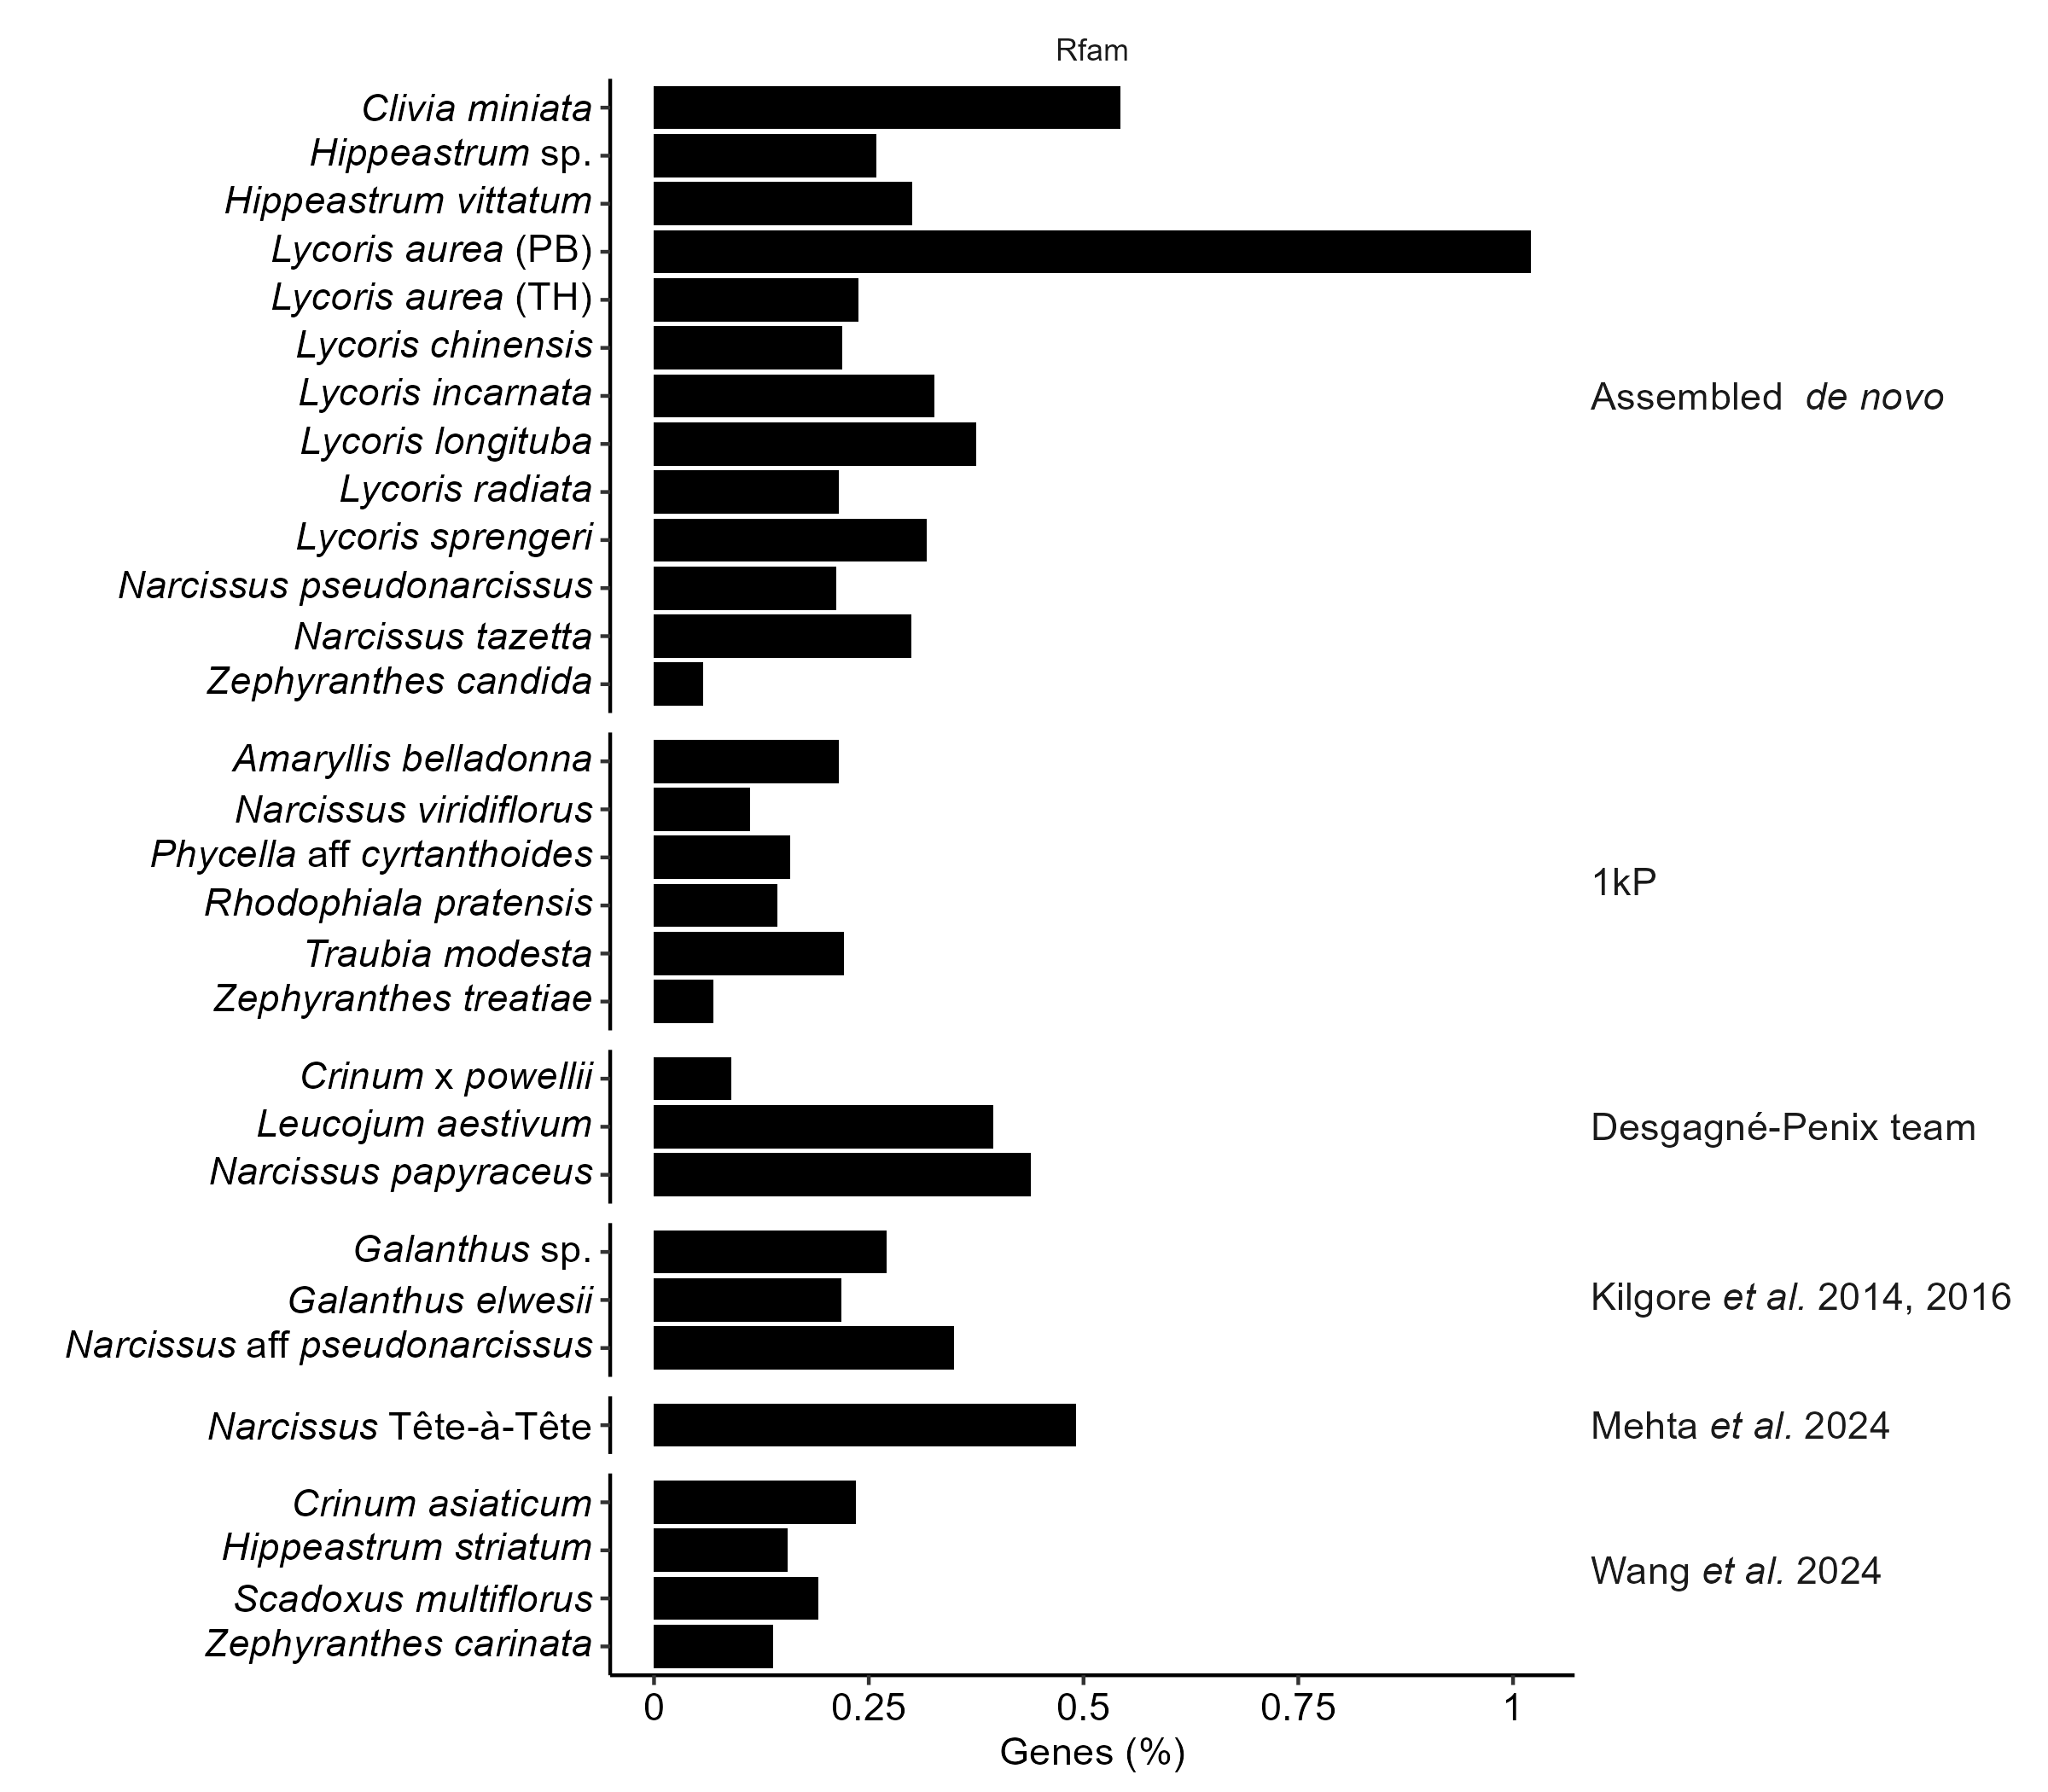 Rfam
Clivia miniata
Hippeastrum sp.
Hippeastrum vittatum
Lycoris aurea (PB)
Lycoris aurea (TH)
Lycoris chinensis
Lycoris incarnata
Lycoris longituba
Lycoris radiata
Lycoris sprengeri
Narcissus pseudonarcissus
Narcissus tazetta
Zephyranthes candida
Assembled de novo
Amaryllis belladonna
Narcissus viridiflorus
Phycella aff cyrtanthoides
Rhodophiala pratensis
Traubia modesta
Zephyranthes treatiae
1kP
Crinum x powellii
Leucojum aestivum
Narcissus papyraceus
Desgagné-Penix team
Galanthus sp.
Galanthus elwesii
Narcissus aff pseudonarcissus
Kilgore et al. 2014, 2016
Narcissus Tête-à-Tête
Mehta et al. 2024
Crinum asiaticum
Hippeastrum striatum
Scadoxus multiflorus
Zephyranthes carinata
Wang et al. 2024
0 0.25 0.5 0.75 1
Genes (%)